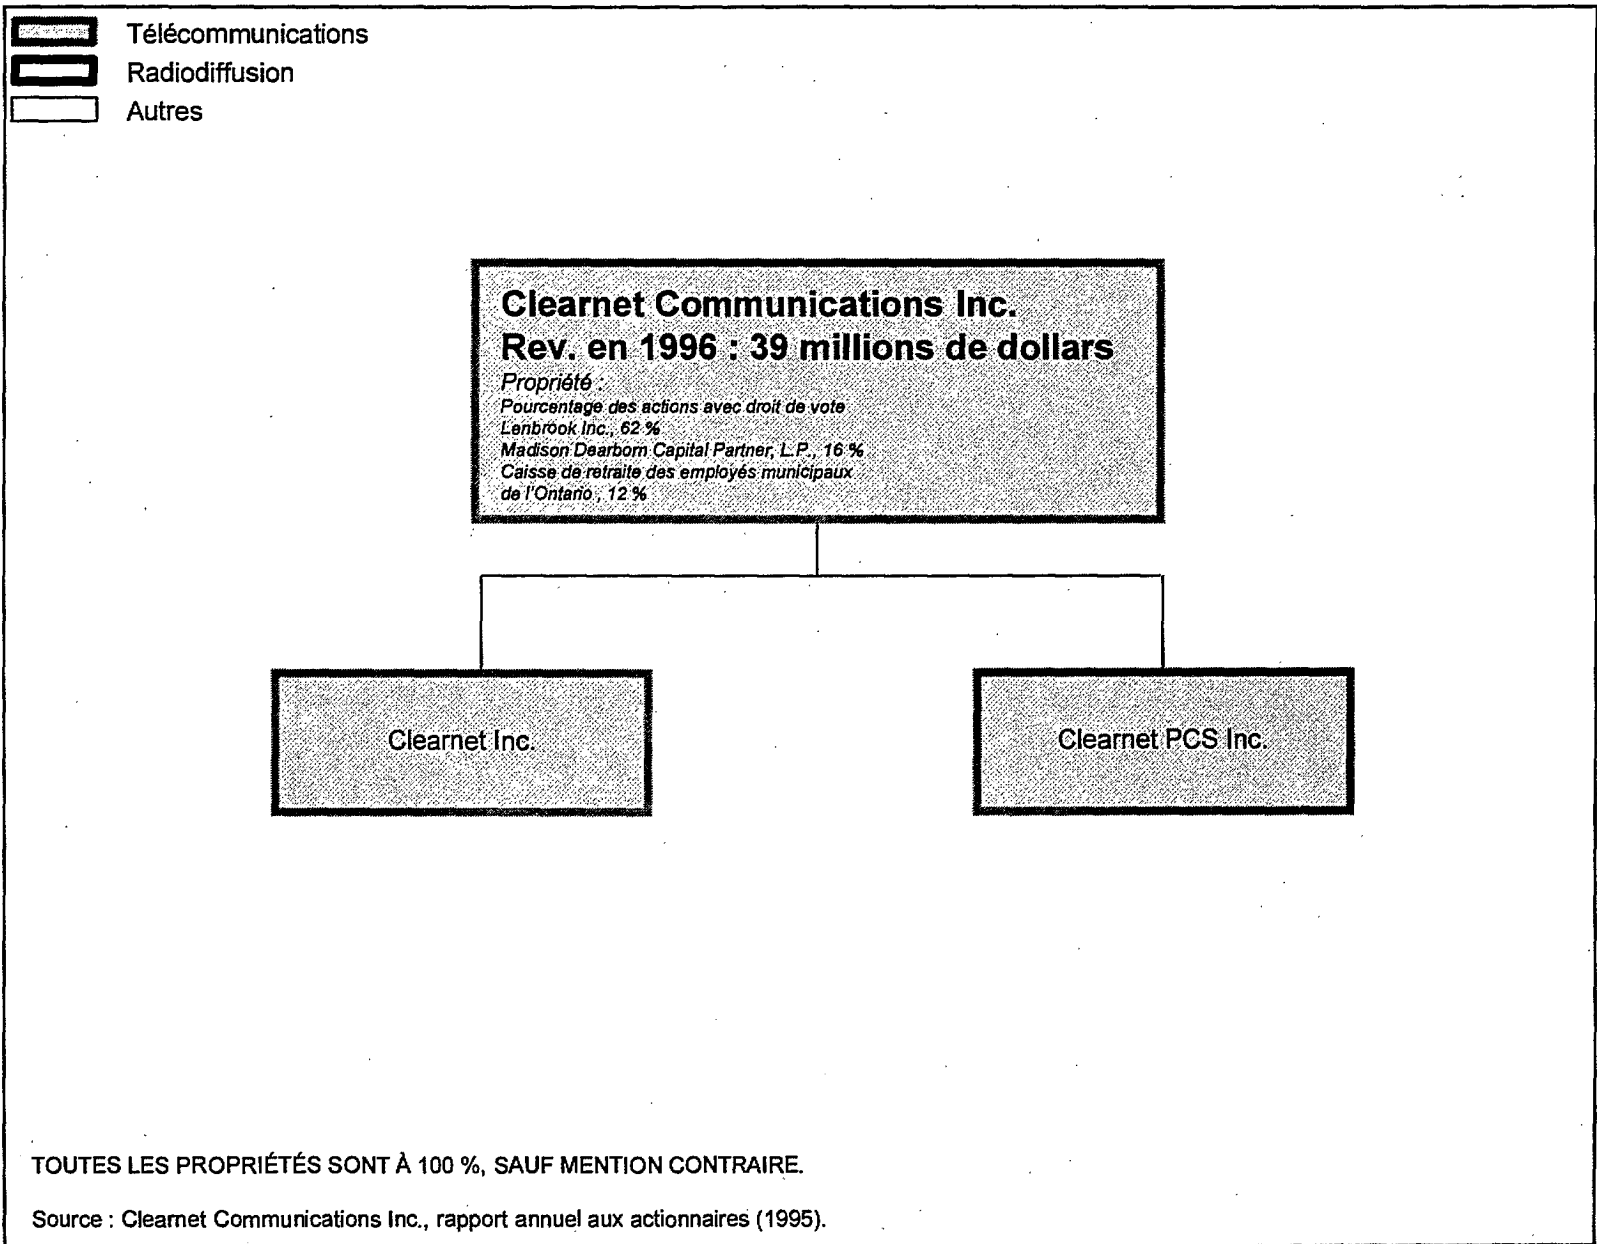 Télécommunications
Radiodiffusion
Autres
Clearnet Communications Inc.
Rev. en 1996 : 39 millions de dollars
Propriété :
Pourcentage des actions avec droit de vote
Lenbrook Inc., 62 %
Madison Dearborn Capital Partner, L.P., 16 %
Caisse de retraite des employés municipaux
de l'Ontario , 12 %
Clearnet Inc.
Clearnet PCS Inc.
TOUTES LES PROPRIÉTÉS SONT À 100 %, SAUF MENTION CONTRAIRE.
Source : Clearnet Communications Inc., rapport annuel aux actionnaires (1995).